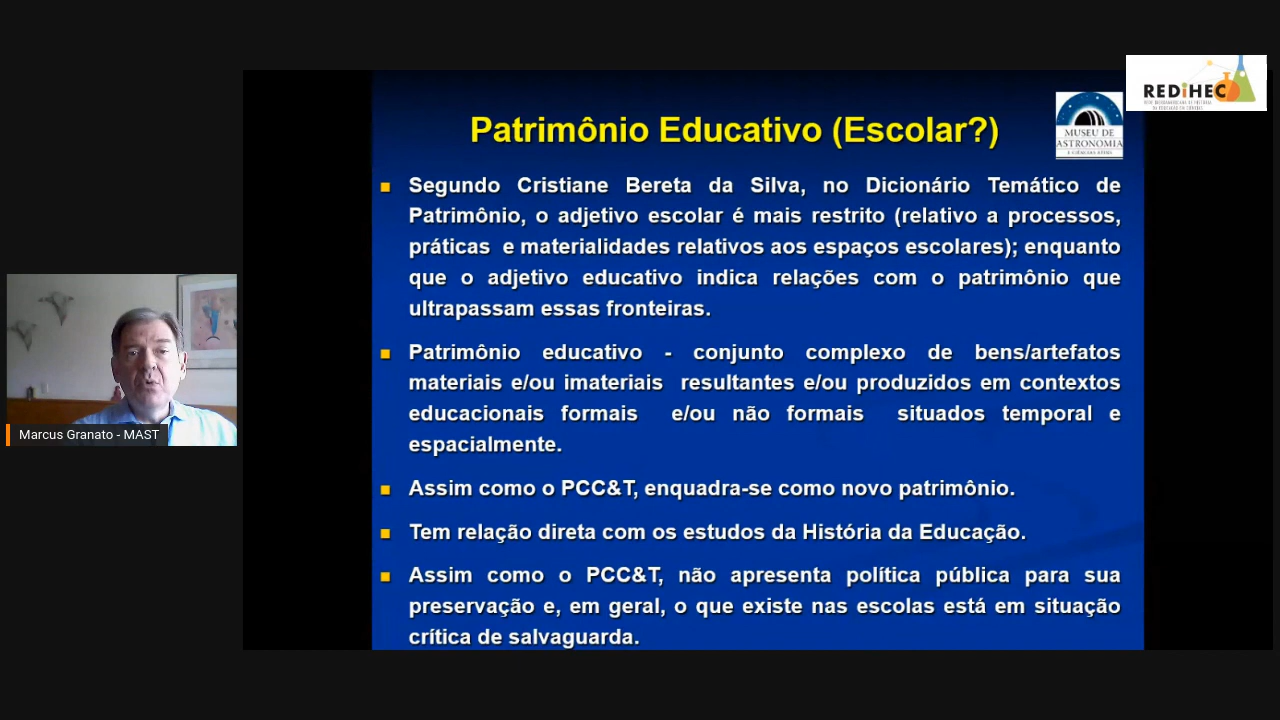 REDiHEC
Patrimônio Educativo (Escolar?)
MUSEU DE
ASTRONOMIA
E CIÊNCIAS AFINS
Segundo Cristiane Bereta da Silva, no Dicionário Temático de
Patrimônio, o adjetivo escolar é mais restrito (relativo a processos,
práticas e materialidades relativos aos espaços escolares); enquanto
que o adjetivo educativo indica relações com o patrimônio que
ultrapassam essas fronteiras.
Patrimônio educativo - conjunto complexo de bens/artefatos
materiais e/ou imateriais resultantes e/ou produzidos em contextos
educacionais formais e/ou não formais situados temporal e
espacialmente.
Assim como o PCC&T, enquadra-se como novo patrimônio.
Tem relação direta com os estudos da História da Educação.
Assim como o PCC&T, não apresenta política pública para sua
preservação e, em geral, o que existe nas escolas está em situação
crítica de salvaguarda.
Marcus Granato - MAST